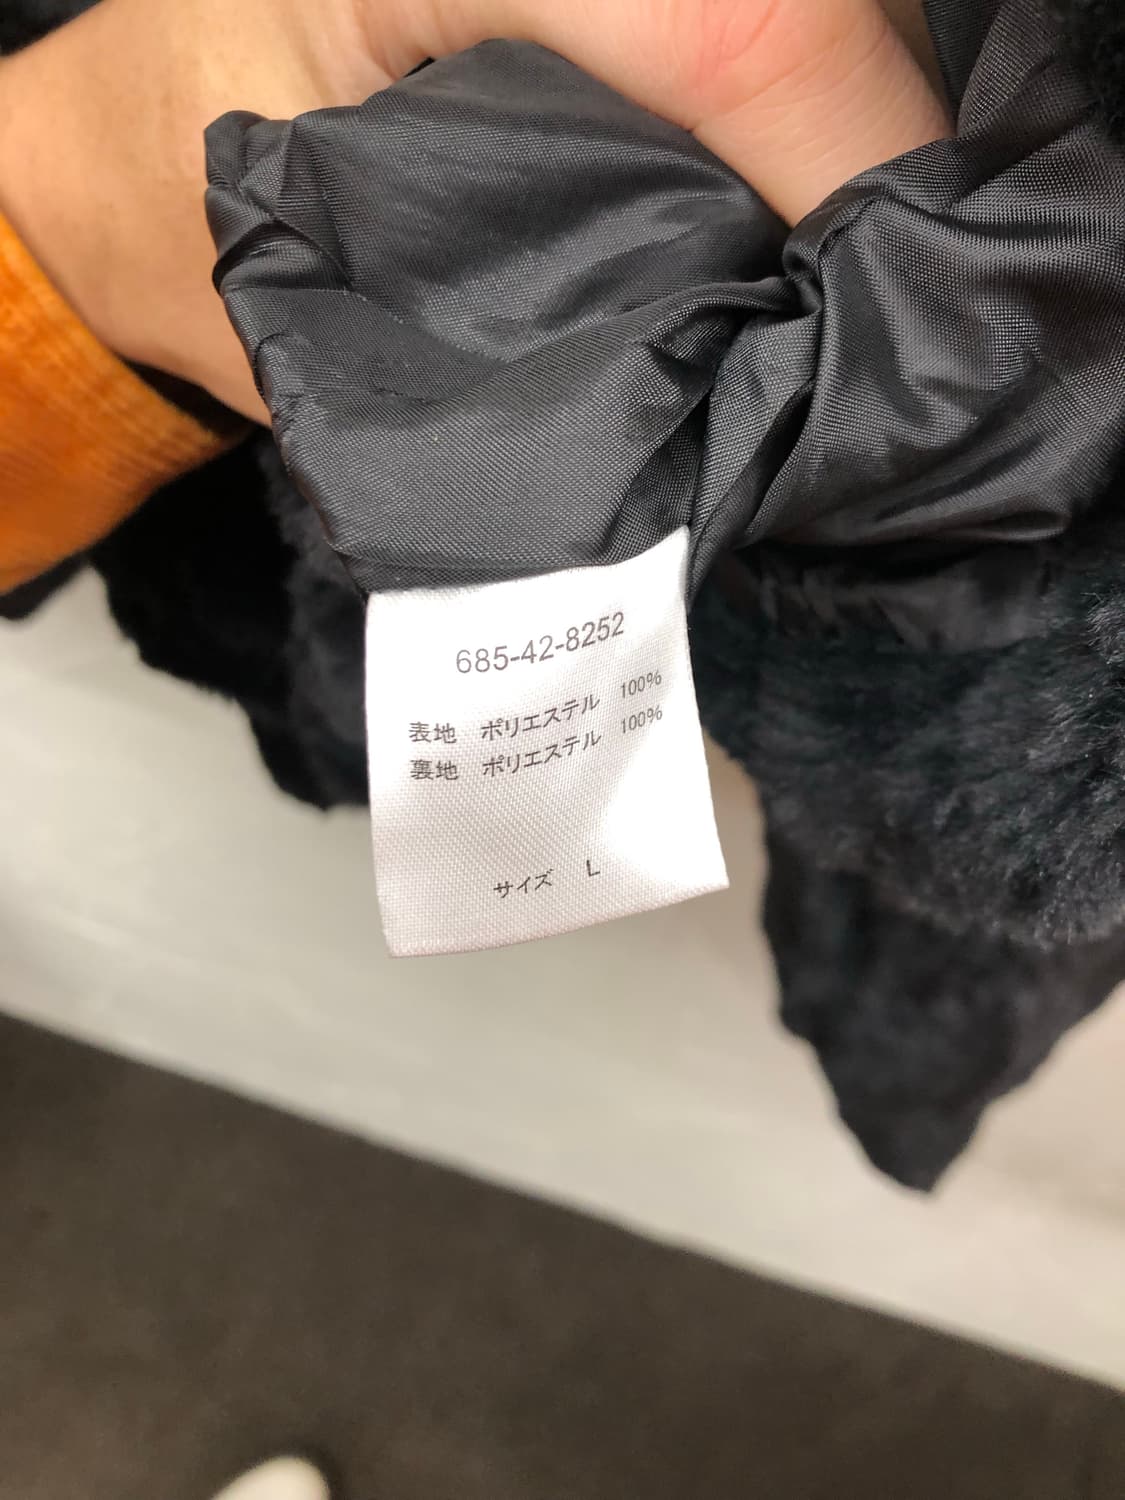 685-42-8252
表地 ポリエステル 100%
裏地 ポリエステル 100%
サイズ L